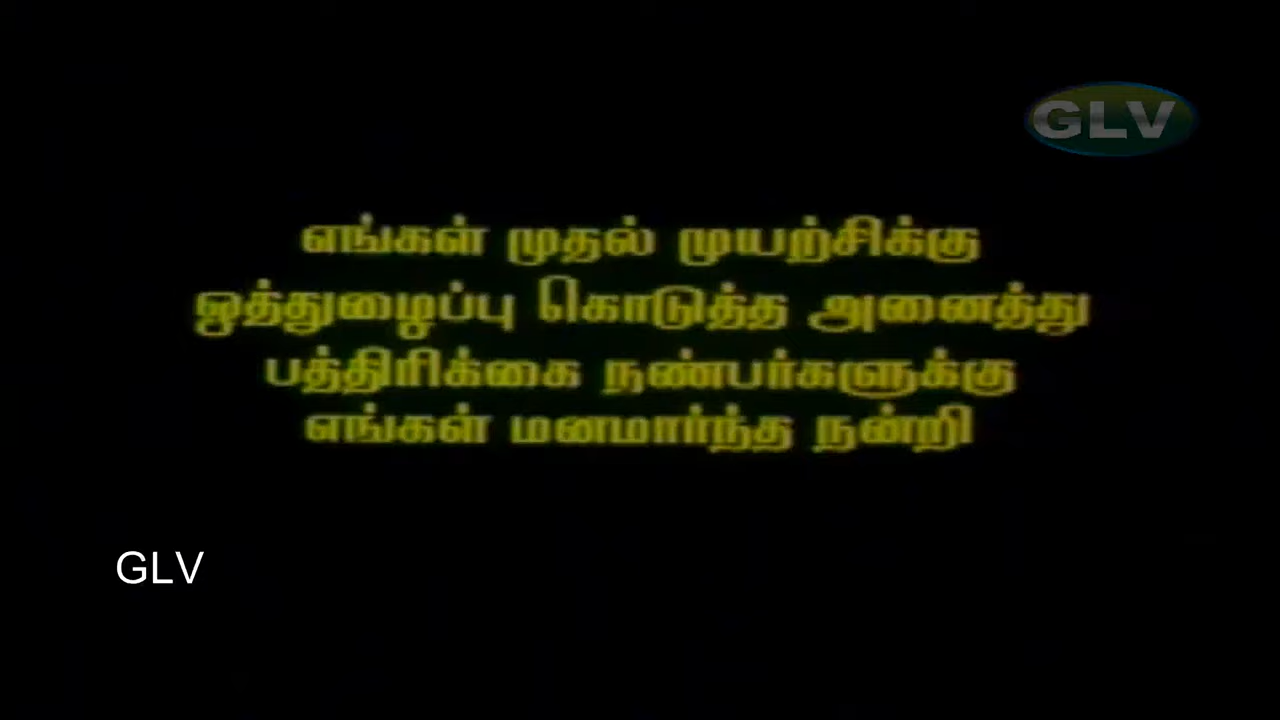 GLV
எங்கள் முதல் முயற்சிக்கு
ஒத்துழைப்பு கொடுத்த அனைத்து
பத்திரிக்கை நண்பர்களுக்கு
எங்கள் மனமார்ந்த நன்றி
GLV